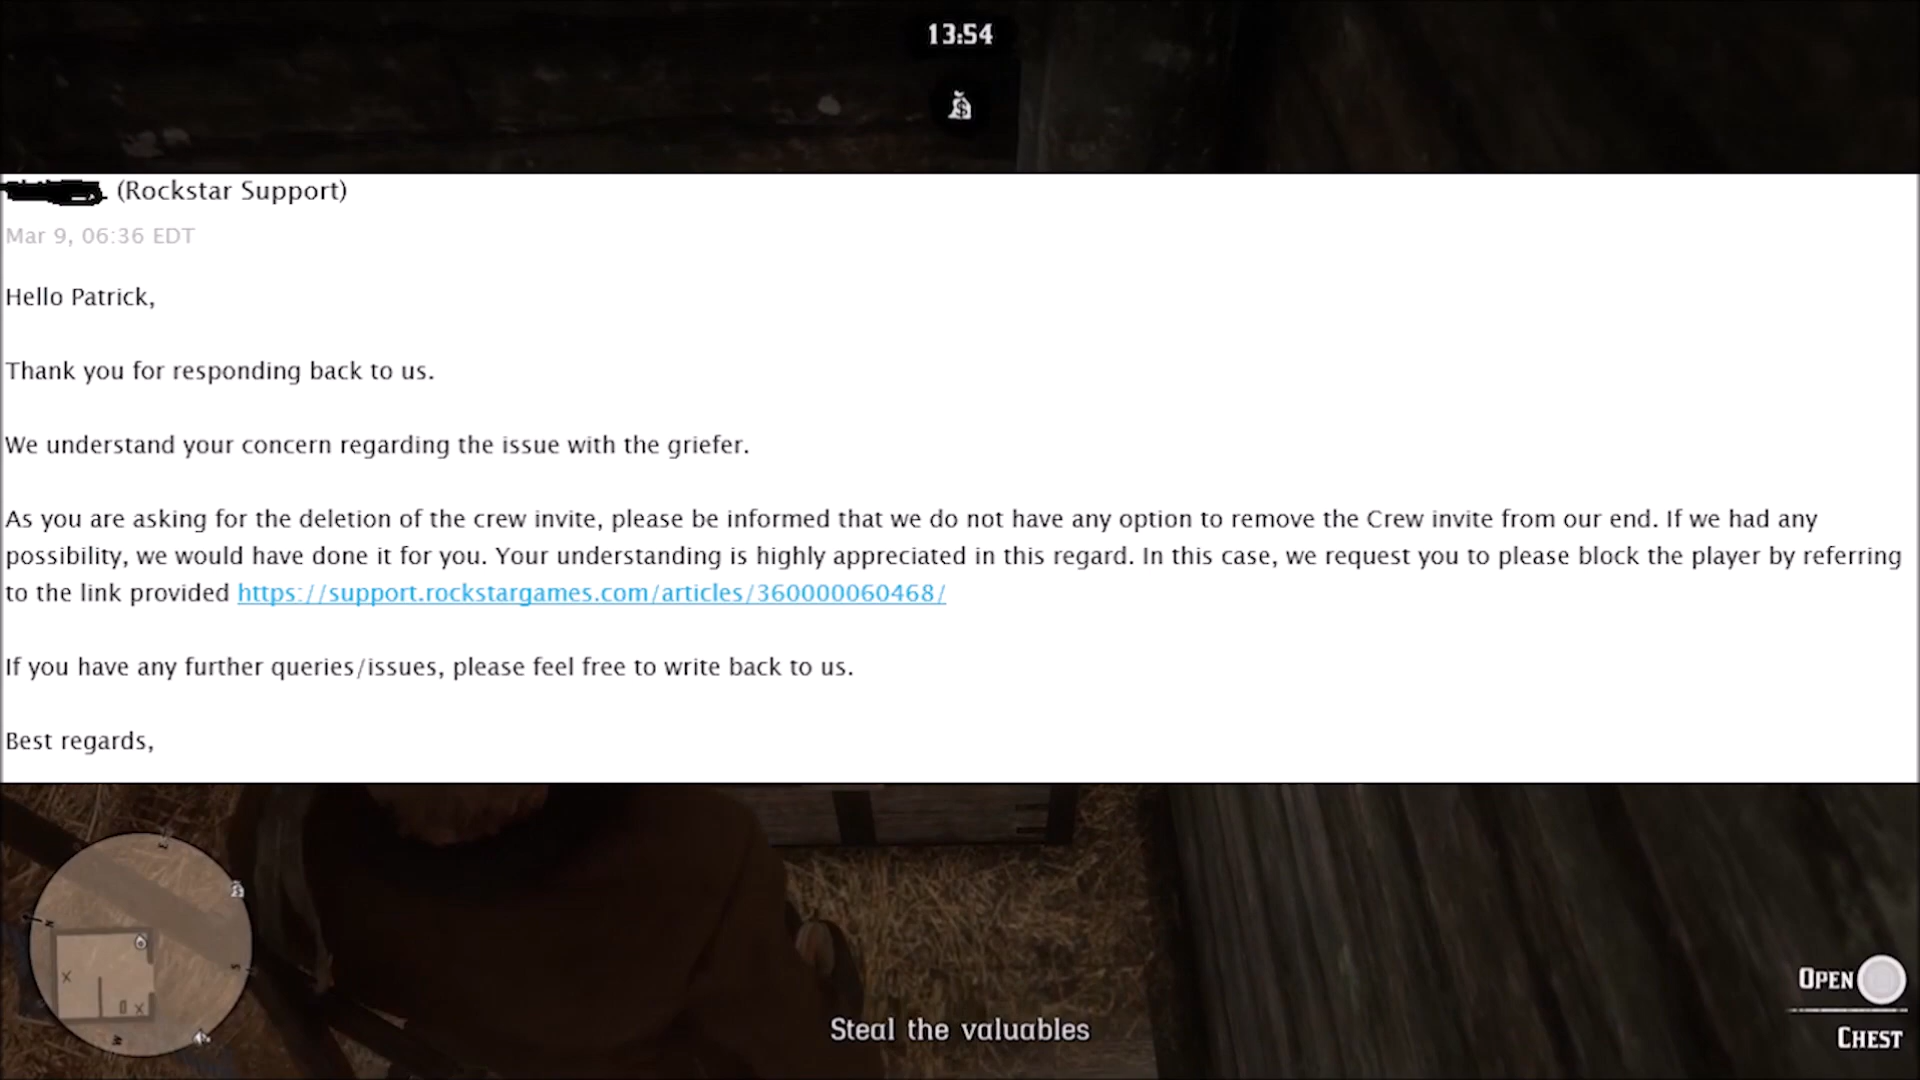 13:54
(Rockstar Support)
Mar 9, 06:36 EDT
Hello Patrick,
Thank you for responding back to us.
We understand your concern regarding the issue with the griefer.
As you are asking for the deletion of the crew invite, please be informed that we do not have any option to remove the Crew invite from our end. If we had any
possibility, we would have done it for you. Your understanding is highly appreciated in this regard. In this case, we request you to please block the player by referring
to the link provided https://support.rockstargames.com/articles/360000060468/
If you have any further queries/issues, please feel free to write back to us.
Best regards,
Steal the valuables
OPEN
CHEST